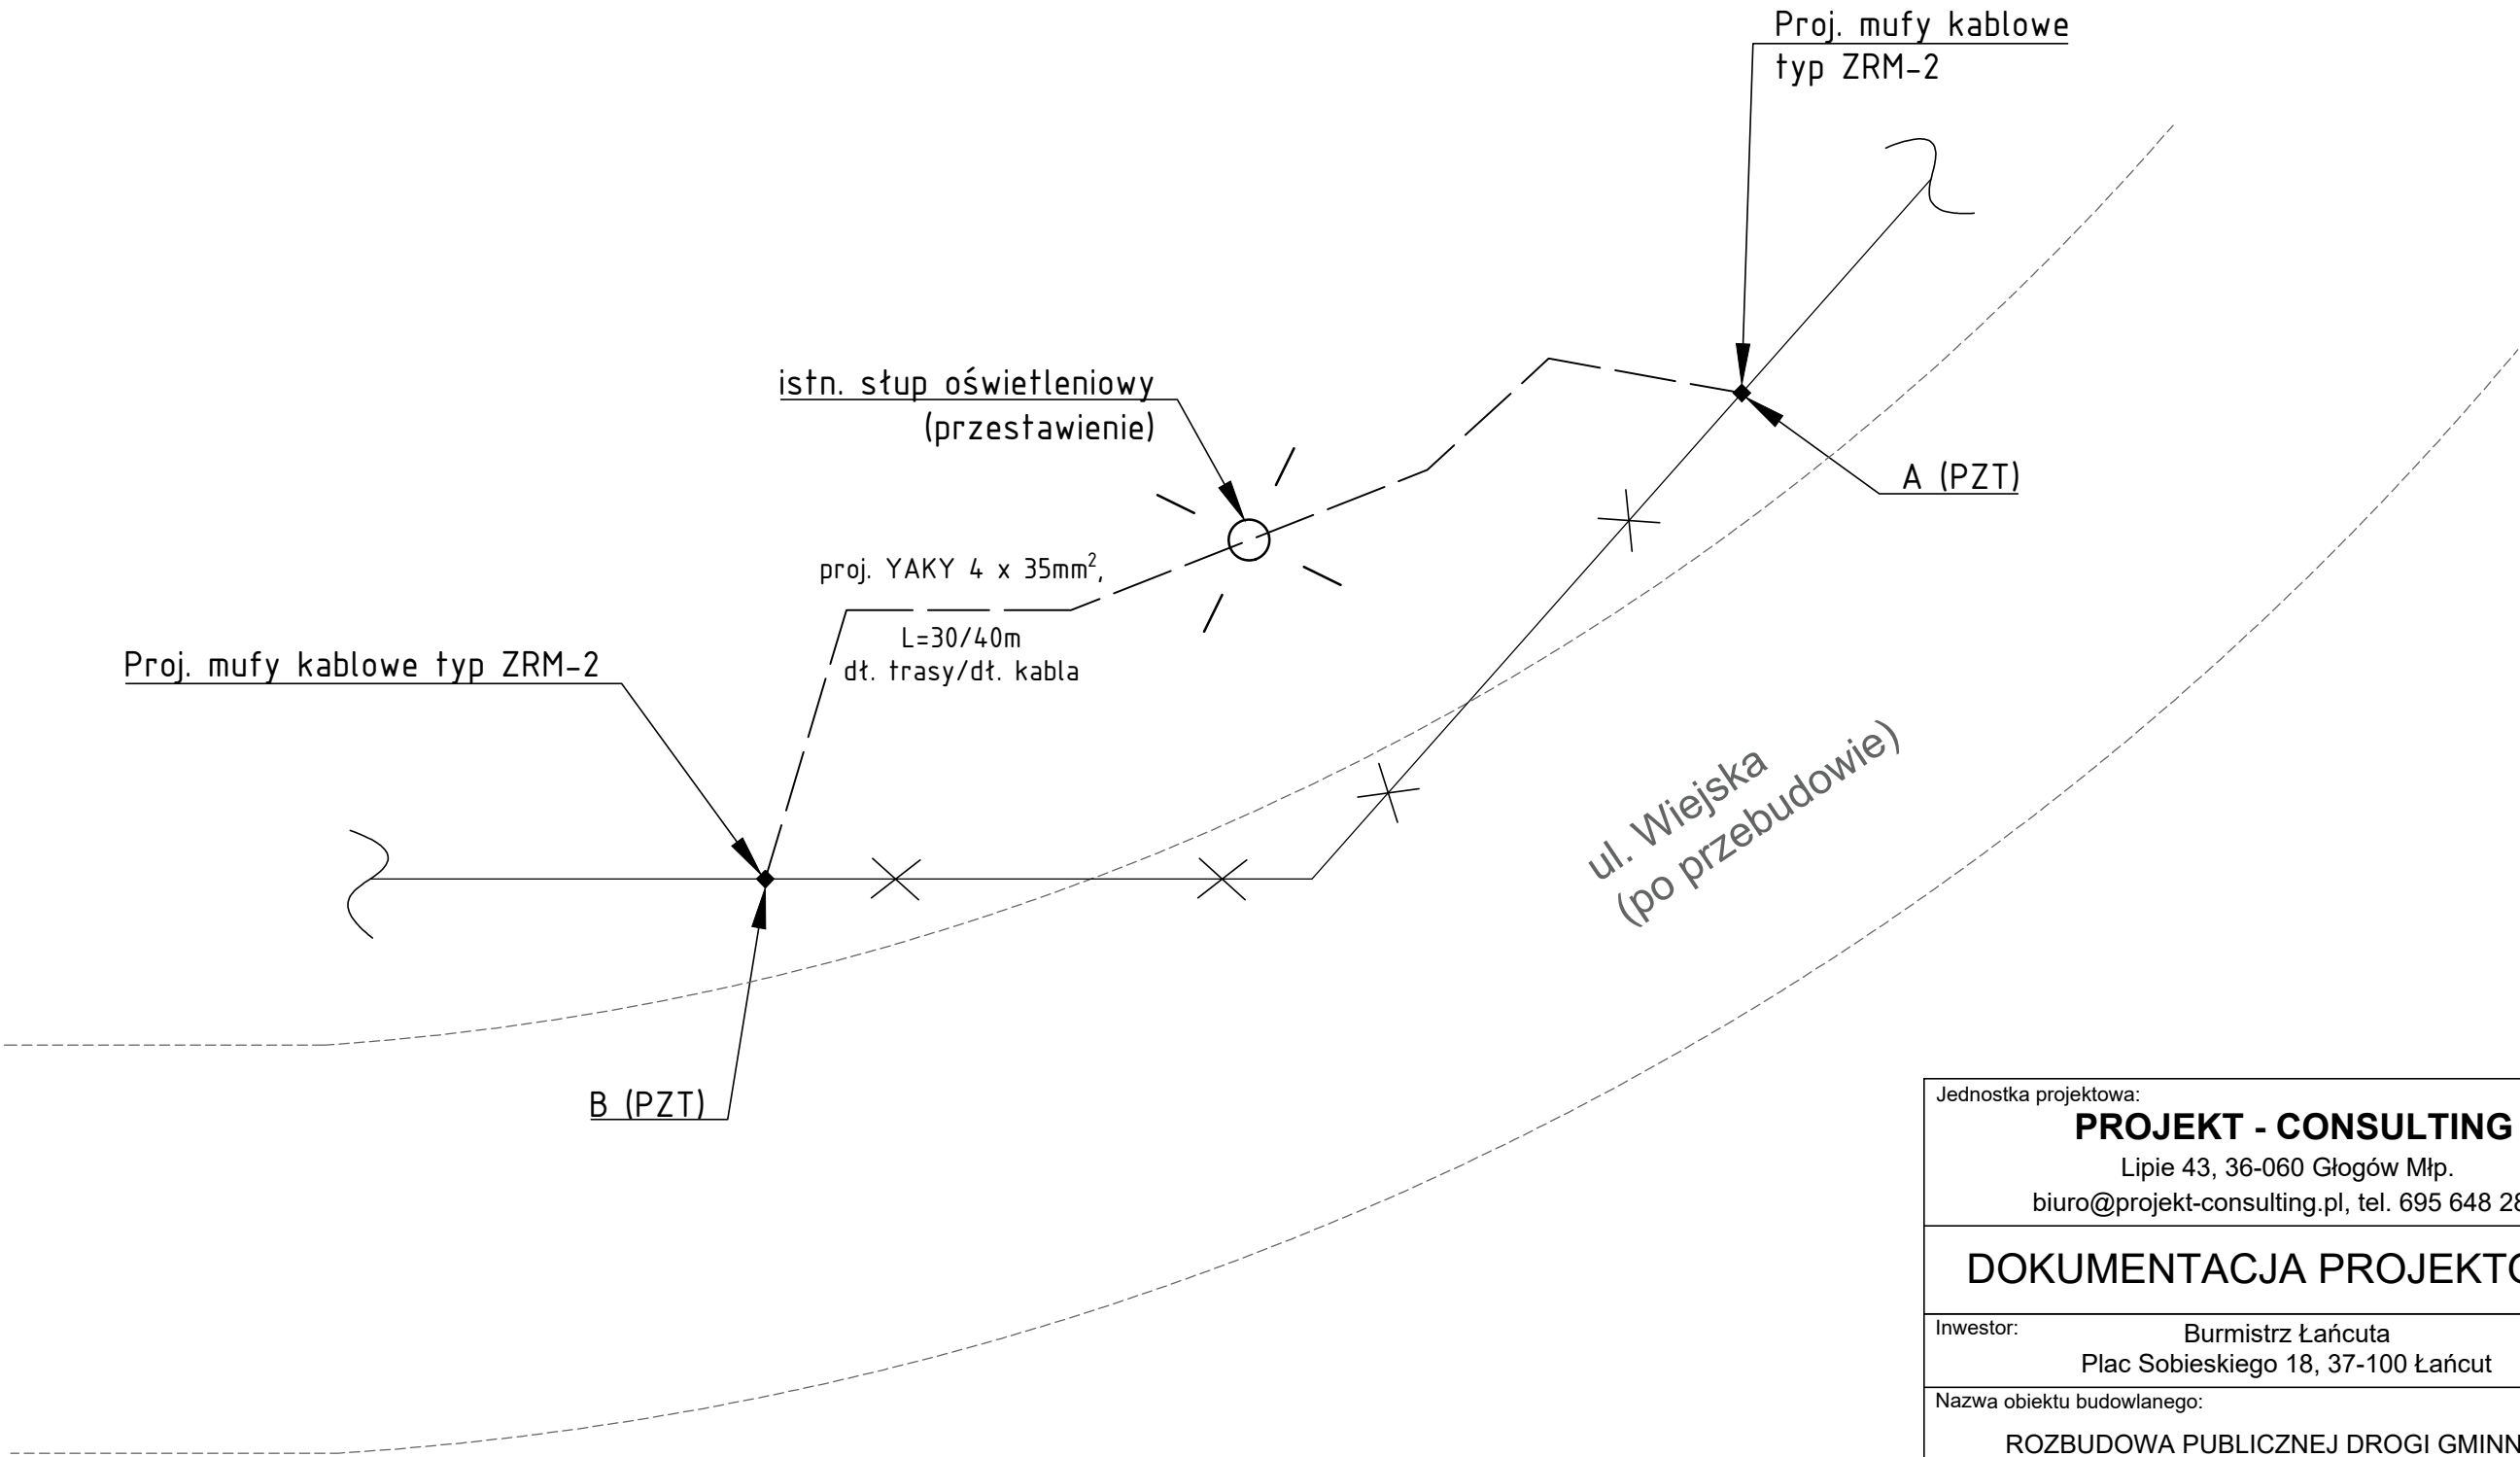 Proj. mufy kablowe
typ ZRM-2
istn. słup oświetleniowy
(przestawienie)
A (PZT)
proj. YAKY 4 x 35mm²,
L=30/40m
dł. trasy/dł. kabla
Proj. mufy kablowe typ ZRM-2
ul. Wiejska
(po przebudowie)
B (PZT)
Jednostka projektowa:
PROJEKT - CONSULTING
Lipie 43, 36-060 Głogów Młp.
biuro@projekt-consulting.pl, tel. 695 648 28
DOKUMENTACJA PROJEKTO
Inwestor:
Burmistrz Łańcuta
Plac Sobieskiego 18, 37-100 Łańcut
Nazwa obiektu budowlanego:
ROZBUDOWA PUBLICZNEJ DROGI GMINN